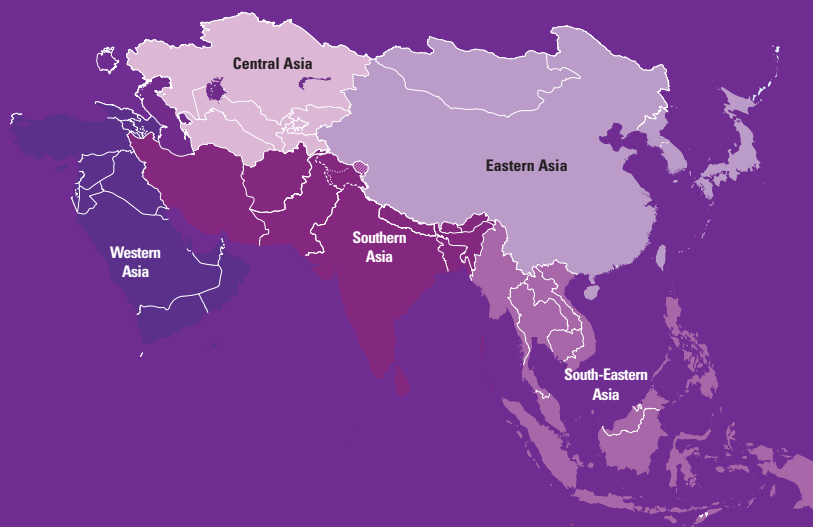 Central Asia
Eastern Asia
Western
Asia
Southern
Asia
South-Eastern
Asia